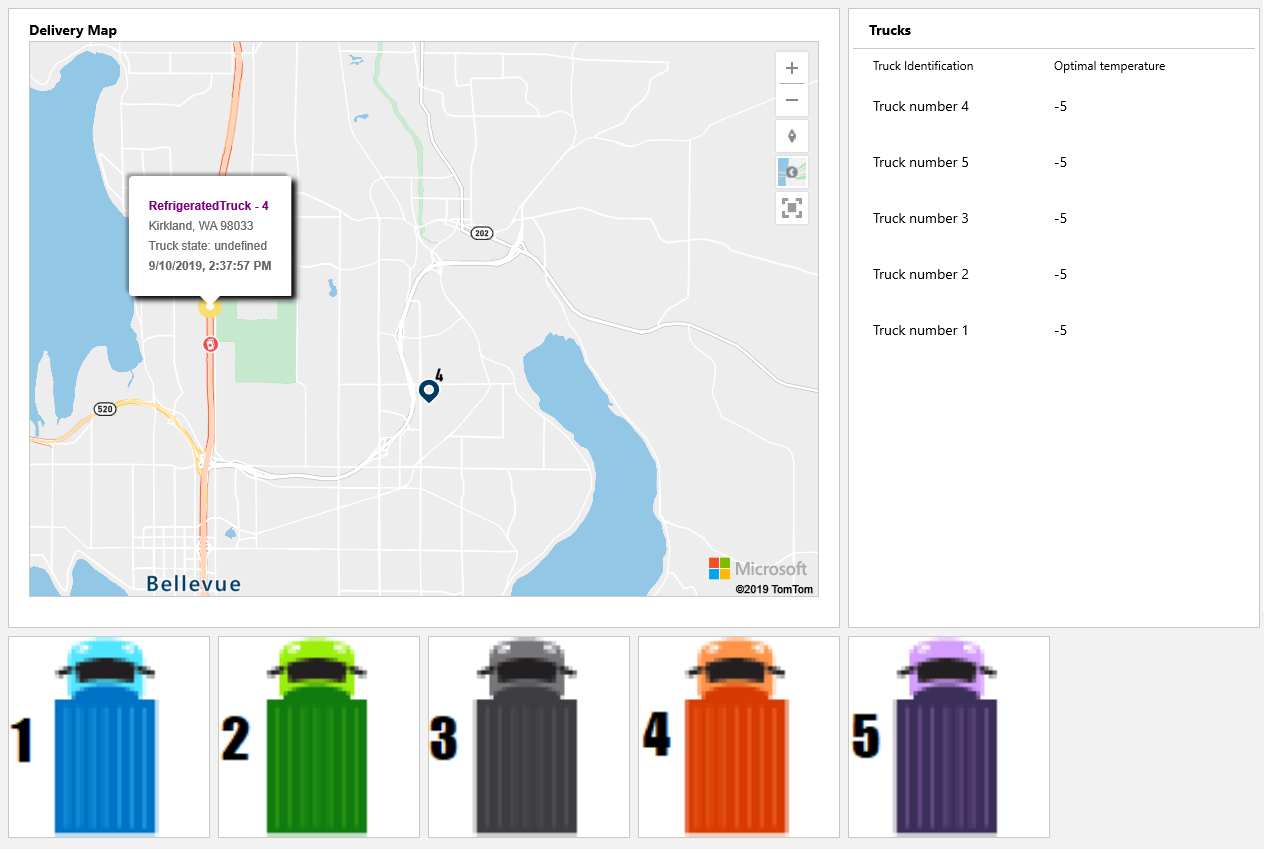 Delivery Map
RefrigeratedTruck - 4
Kirkland, WA 98033
Truck state: undefined
9/10/2019, 2:37:57 PM
202
4
520
Bellevue
Microsoft
©2019 TomTom
Trucks
Truck Identification Optimal temperature
Truck number 4 -5
Truck number 5 -5
Truck number 3 -5
Truck number 2 -5
Truck number 1 -5
1 2 3 4 5